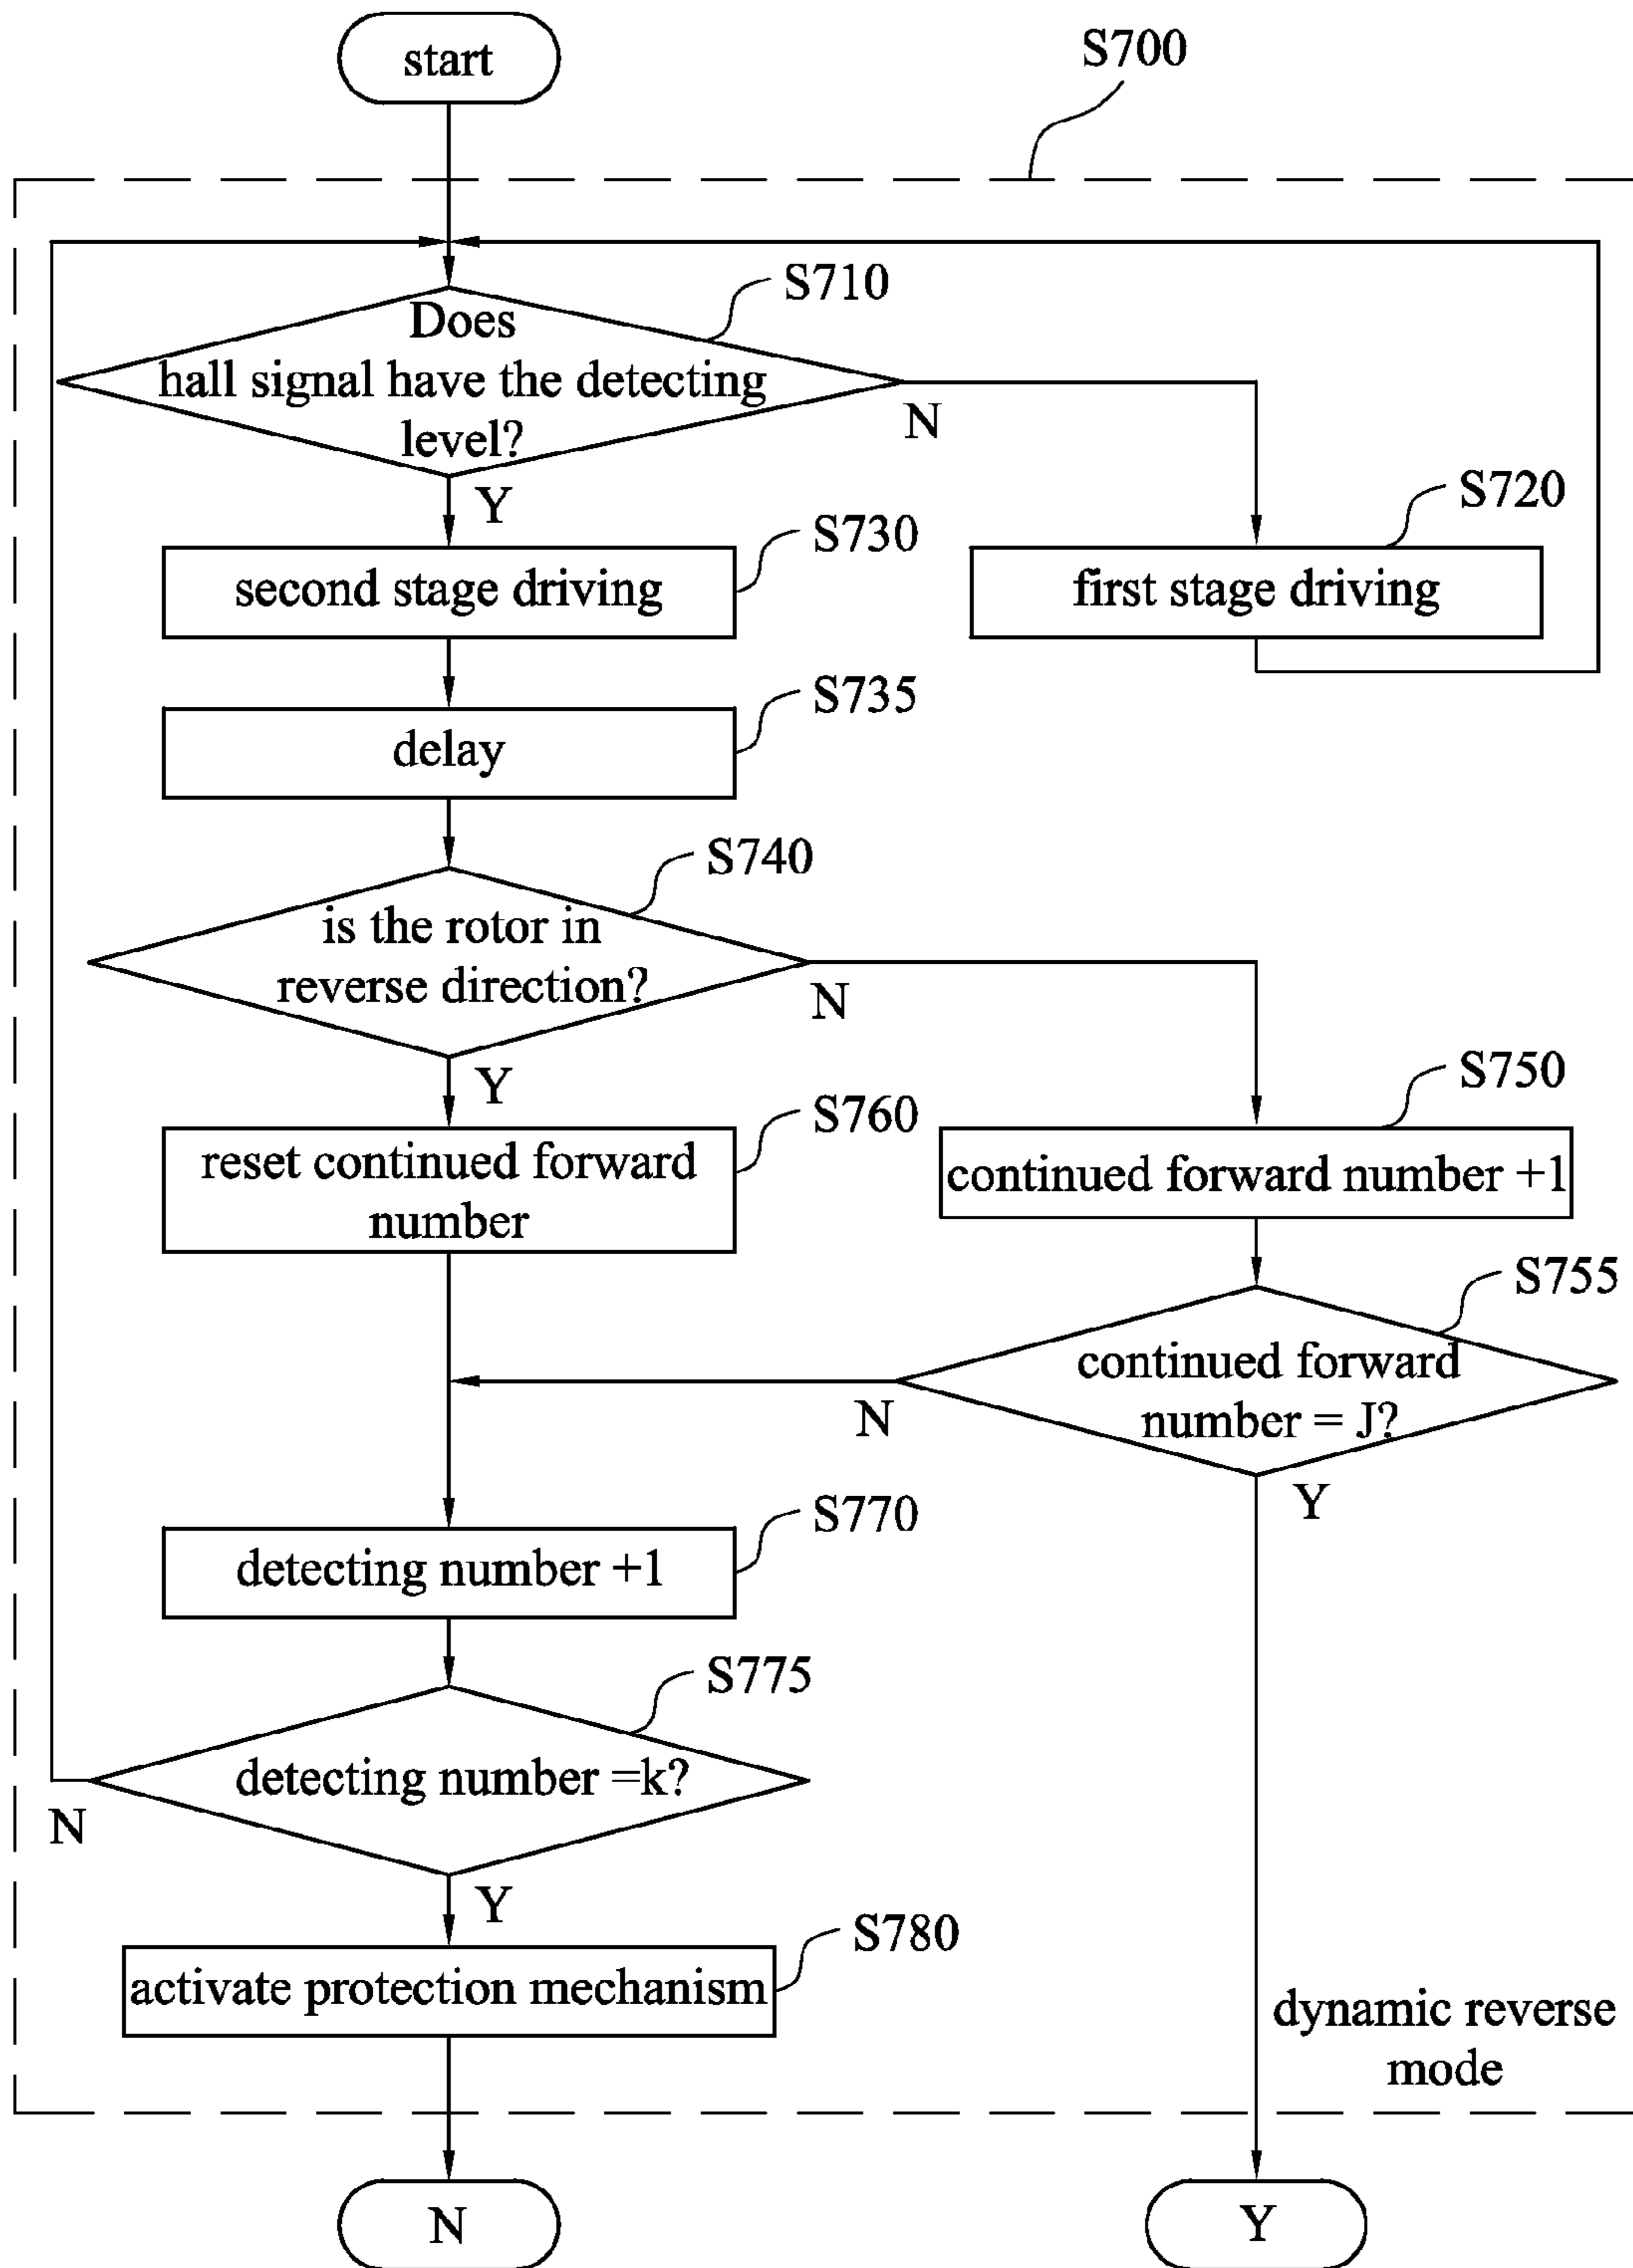 start
S700
S710
Does
hall signal have the detecting
level?
N
Y
S720
S730
second stage driving
first stage driving
S735
delay
S740
is the rotor in
reverse direction?
N
Y
S750
S760
reset continued forward
number
continued forward number +1
S755
continued forward
number = J?
N
Y
S770
detecting number +1
S775
detecting number =k?
N
Y
S780
activate protection mechanism
dynamic reverse
mode
N
Y